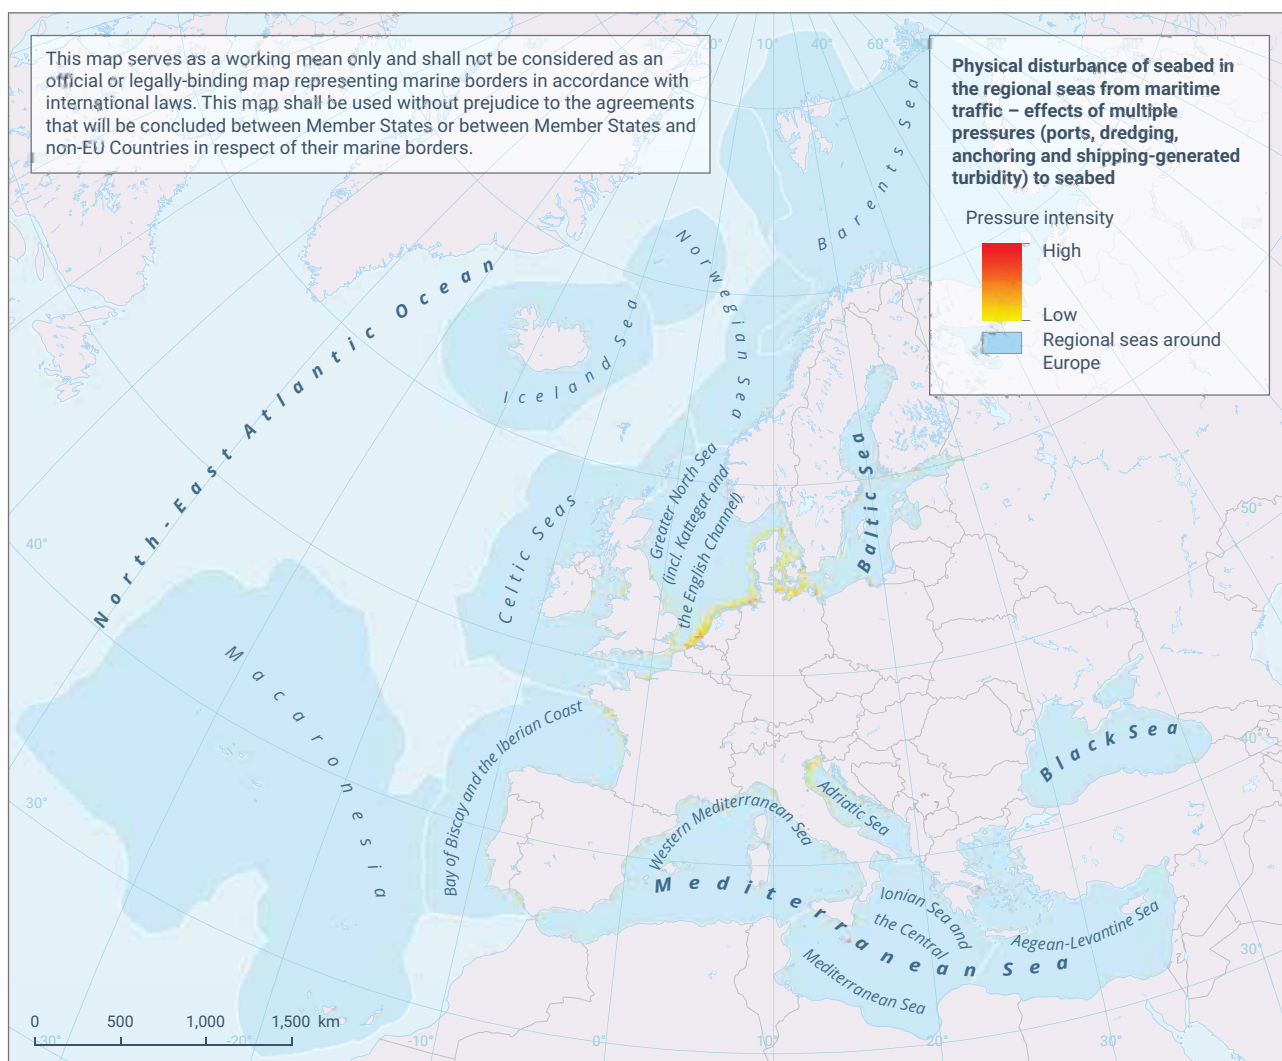 This map serves as a working mean only and shall not be considered as an
official or legally-binding map representing marine borders in accordance with
international laws. This map shall be used without prejudice to the agreements
that will be concluded between Member States or between Member States and
non-EU Countries in respect of their marine borders.
10°
40°
60°
Physical disturbance of seabed in
the regional seas from maritime
traffic – effects of multiple
pressures (ports, dredging,
anchoring and shipping-generated
turbidity) to seabed
Pressure intensity
High
Low
Regional seas around
Europe
Barents Sea
Norwegian Sea
North-East Atlantic Ocean
Iceland Sea
Baltic Sea
Greater North Sea
(incl. Kattegat and
the English Channel)
Celtic Seas
50°
40°
Macaronesia
Bay of Biscay and the Iberian Coast
Black Sea
40°
30°
Adriatic Sea
Western Mediterranean Sea
Mediterranean Sea
Ionian Sea and
the Central
Mediterranean Sea
Aegean-Levantine Sea
30°
0 500 1,000 1,500 km
-30°
-20°
-10°
0°
10°
20°
30°